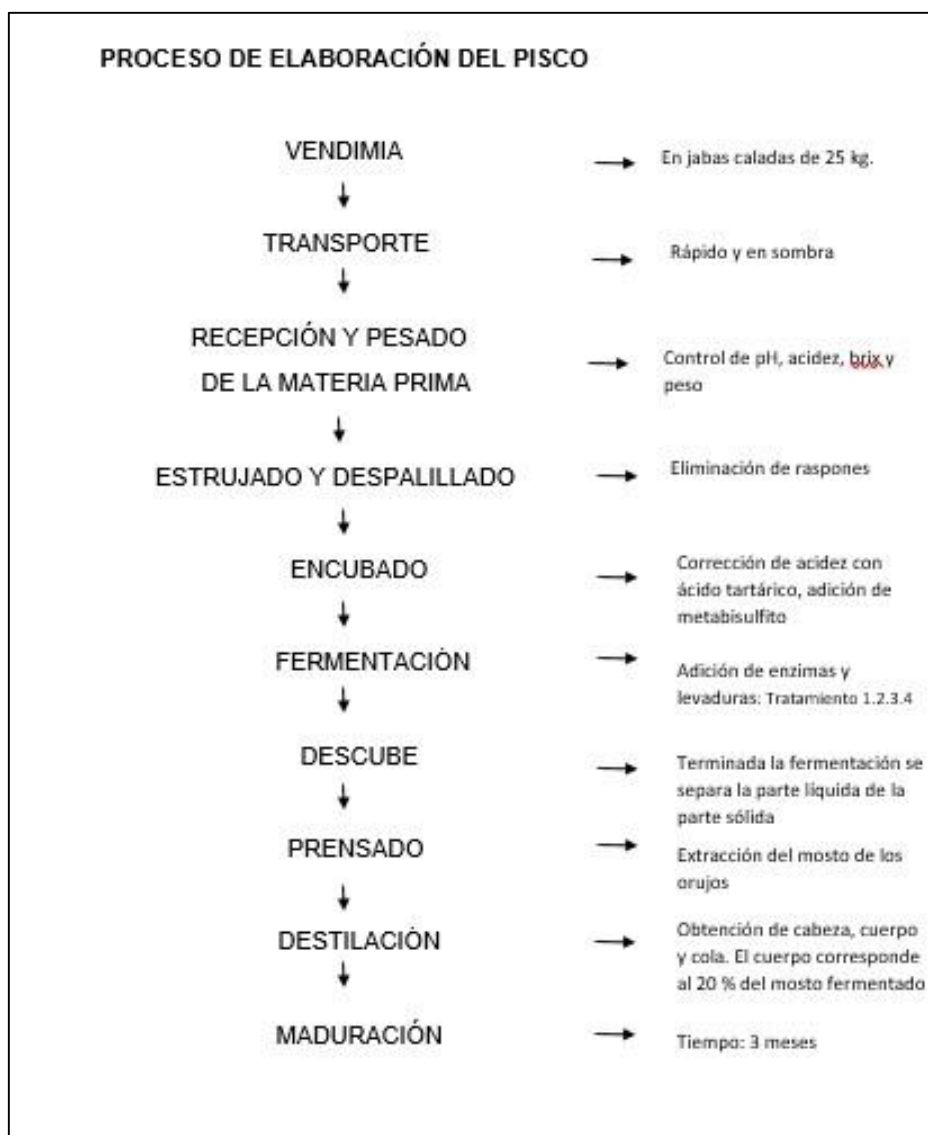 PROCESO DE ELABORACIÓN DEL PISCO
VENDIMIA
En jabas caladas de 25 kg.
TRANSPORTE
Rápido y en sombra
RECEPCIÓN Y PESADO
DE LA MATERIA PRIMA
Control de pH, acidez, brix y
peso
ESTRUJADO Y DESPALILLADO
Eliminación de raspones
ENCUBADO
Corrección de acidez con
ácido tartárico, adición de
metabisulfito
FERMENTACIÓN
Adición de enzimas y
levaduras: Tratamiento 1.2.3.4
DESCUBE
Terminada la fermentación se
separa la parte líquida de la
parte sólida
PRENSADO
Extracción del mosto de los
orujos
DESTILACIÓN
Obtención de cabeza, cuerpo
y cola. El cuerpo corresponde
al 20 % del mosto fermentado
MADURACIÓN
Tiempo: 3 meses